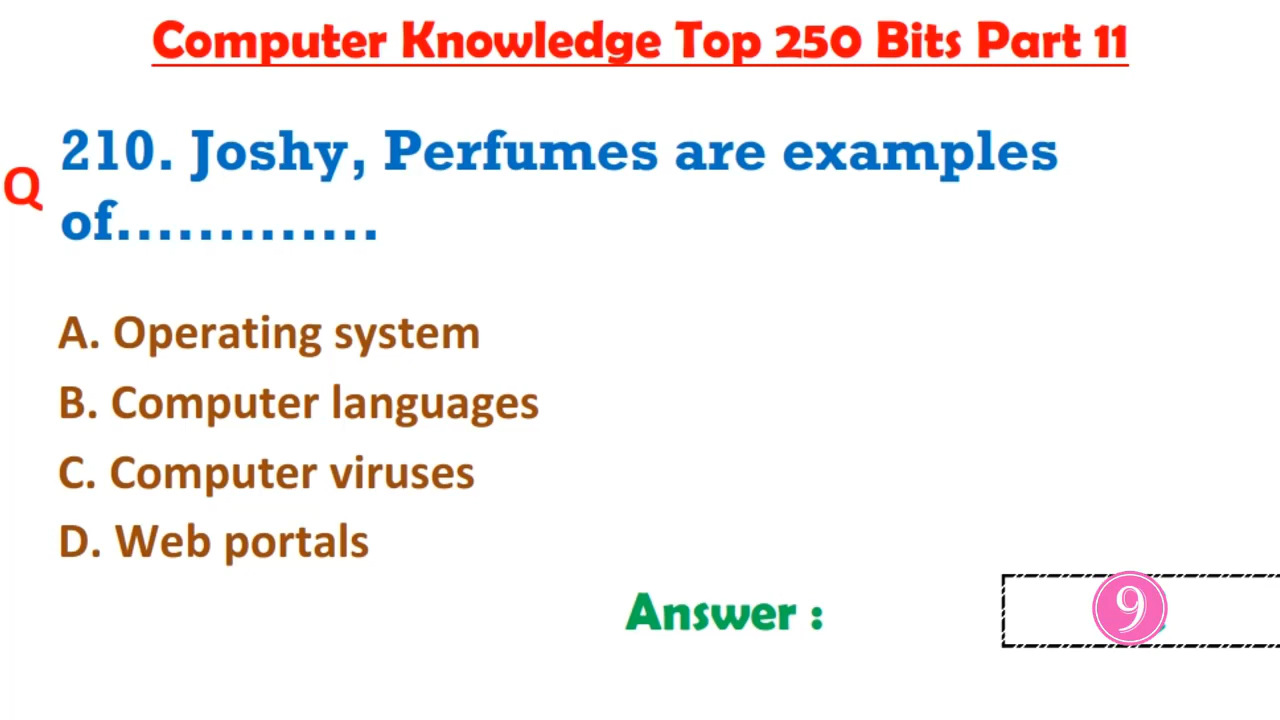 Computer Knowledge Top 250 Bits Part 11
Q
210. Joshy, Perfumes are examples
of.............
A. Operating system
B. Computer languages
C. Computer viruses
D. Web portals
Answer :
9